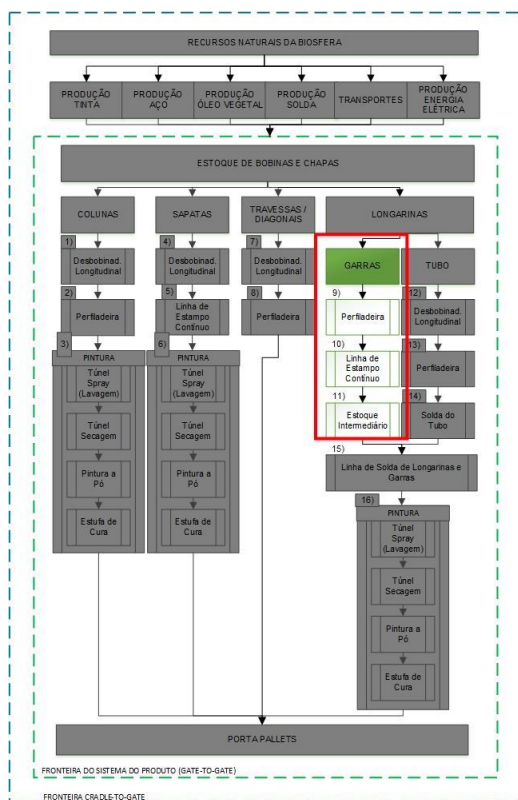 RECURSOS NATURAIS DA BIOSFERA
PRODUÇÃO
TINTA
PRODUÇÃO
AÇO
PRODUÇÃO
ÓLEO VEGETAL
PRODUÇÃO
SOLDA
TRANSPORTES
PRODUÇÃO
ENERGIA
ELÉTRICA
ESTOQUE DE BOBINAS E CHAPAS
COLUNAS
SAPATAS
TRAVESSAS /
DIAGONAIS
LONGARINAS
1)
Desbobinad.
Longitudinal
2)
Perfiladeira
3)
PINTURA
Túnel
Spray
(Lavagem)
Túnel
Secagem
Pintura a
Pó
Estufa de
Cura
4)
Desbobinad.
Longitudinal
5)
Linha de
Estampo
Contínuo
6)
PINTURA
Túnel
Spray
(Lavagem)
Túnel
Secagem
Pintura a
Pó
Estufa de
Cura
7)
Desbobinad.
Longitudinal
8)
Perfiladeira
GARRAS
9)
Perfiladeira
10)
Linha de
Estampo
Contínuo
11)
Estoque
Intermediário
TUBO
12)
Desbobinad.
Longitudinal
13)
Perfiladeira
14)
Solda do
Tubo
15)
Linha de Solda de Longarinas e
Garras
16)
PINTURA
Túnel
Spray
(Lavagem)
Túnel
Secagem
Pintura a
Pó
Estufa de
Cura
PORTA PALLETS
FRONTEIRA DO SISTEMA DO PRODUTO (GATE-TO-GATE)
FRONTEIRA CRADLE-TO-GATE